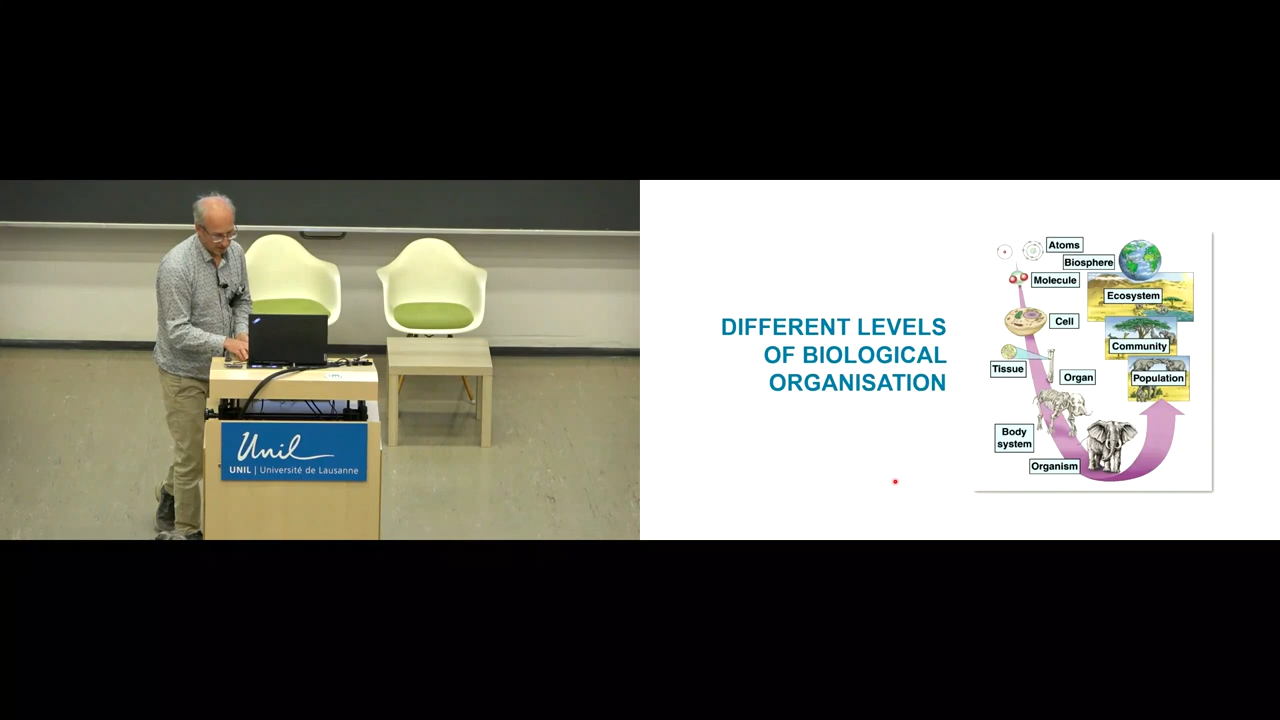 Unil
UNIL | Université de Lausanne
DIFFERENT LEVELS
OF BIOLOGICAL
ORGANISATION
Atoms
Biosphere
Molecule
Ecosystem
Cell
Community
Tissue
Organ
Population
Body
system
Organism